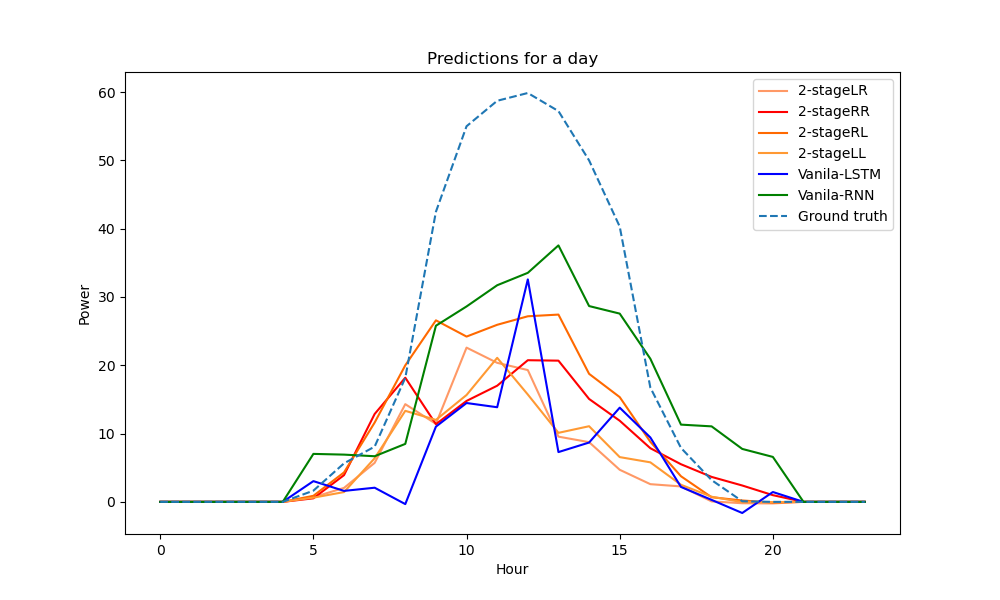 Predictions for a day
2-stageLR
2-stageRR
2-stageRL
2-stageLL
Vanila-LSTM
Vanila-RNN
Ground truth
60
50
40
30
20
10
0
Power
0 5 10 15 20
Hour